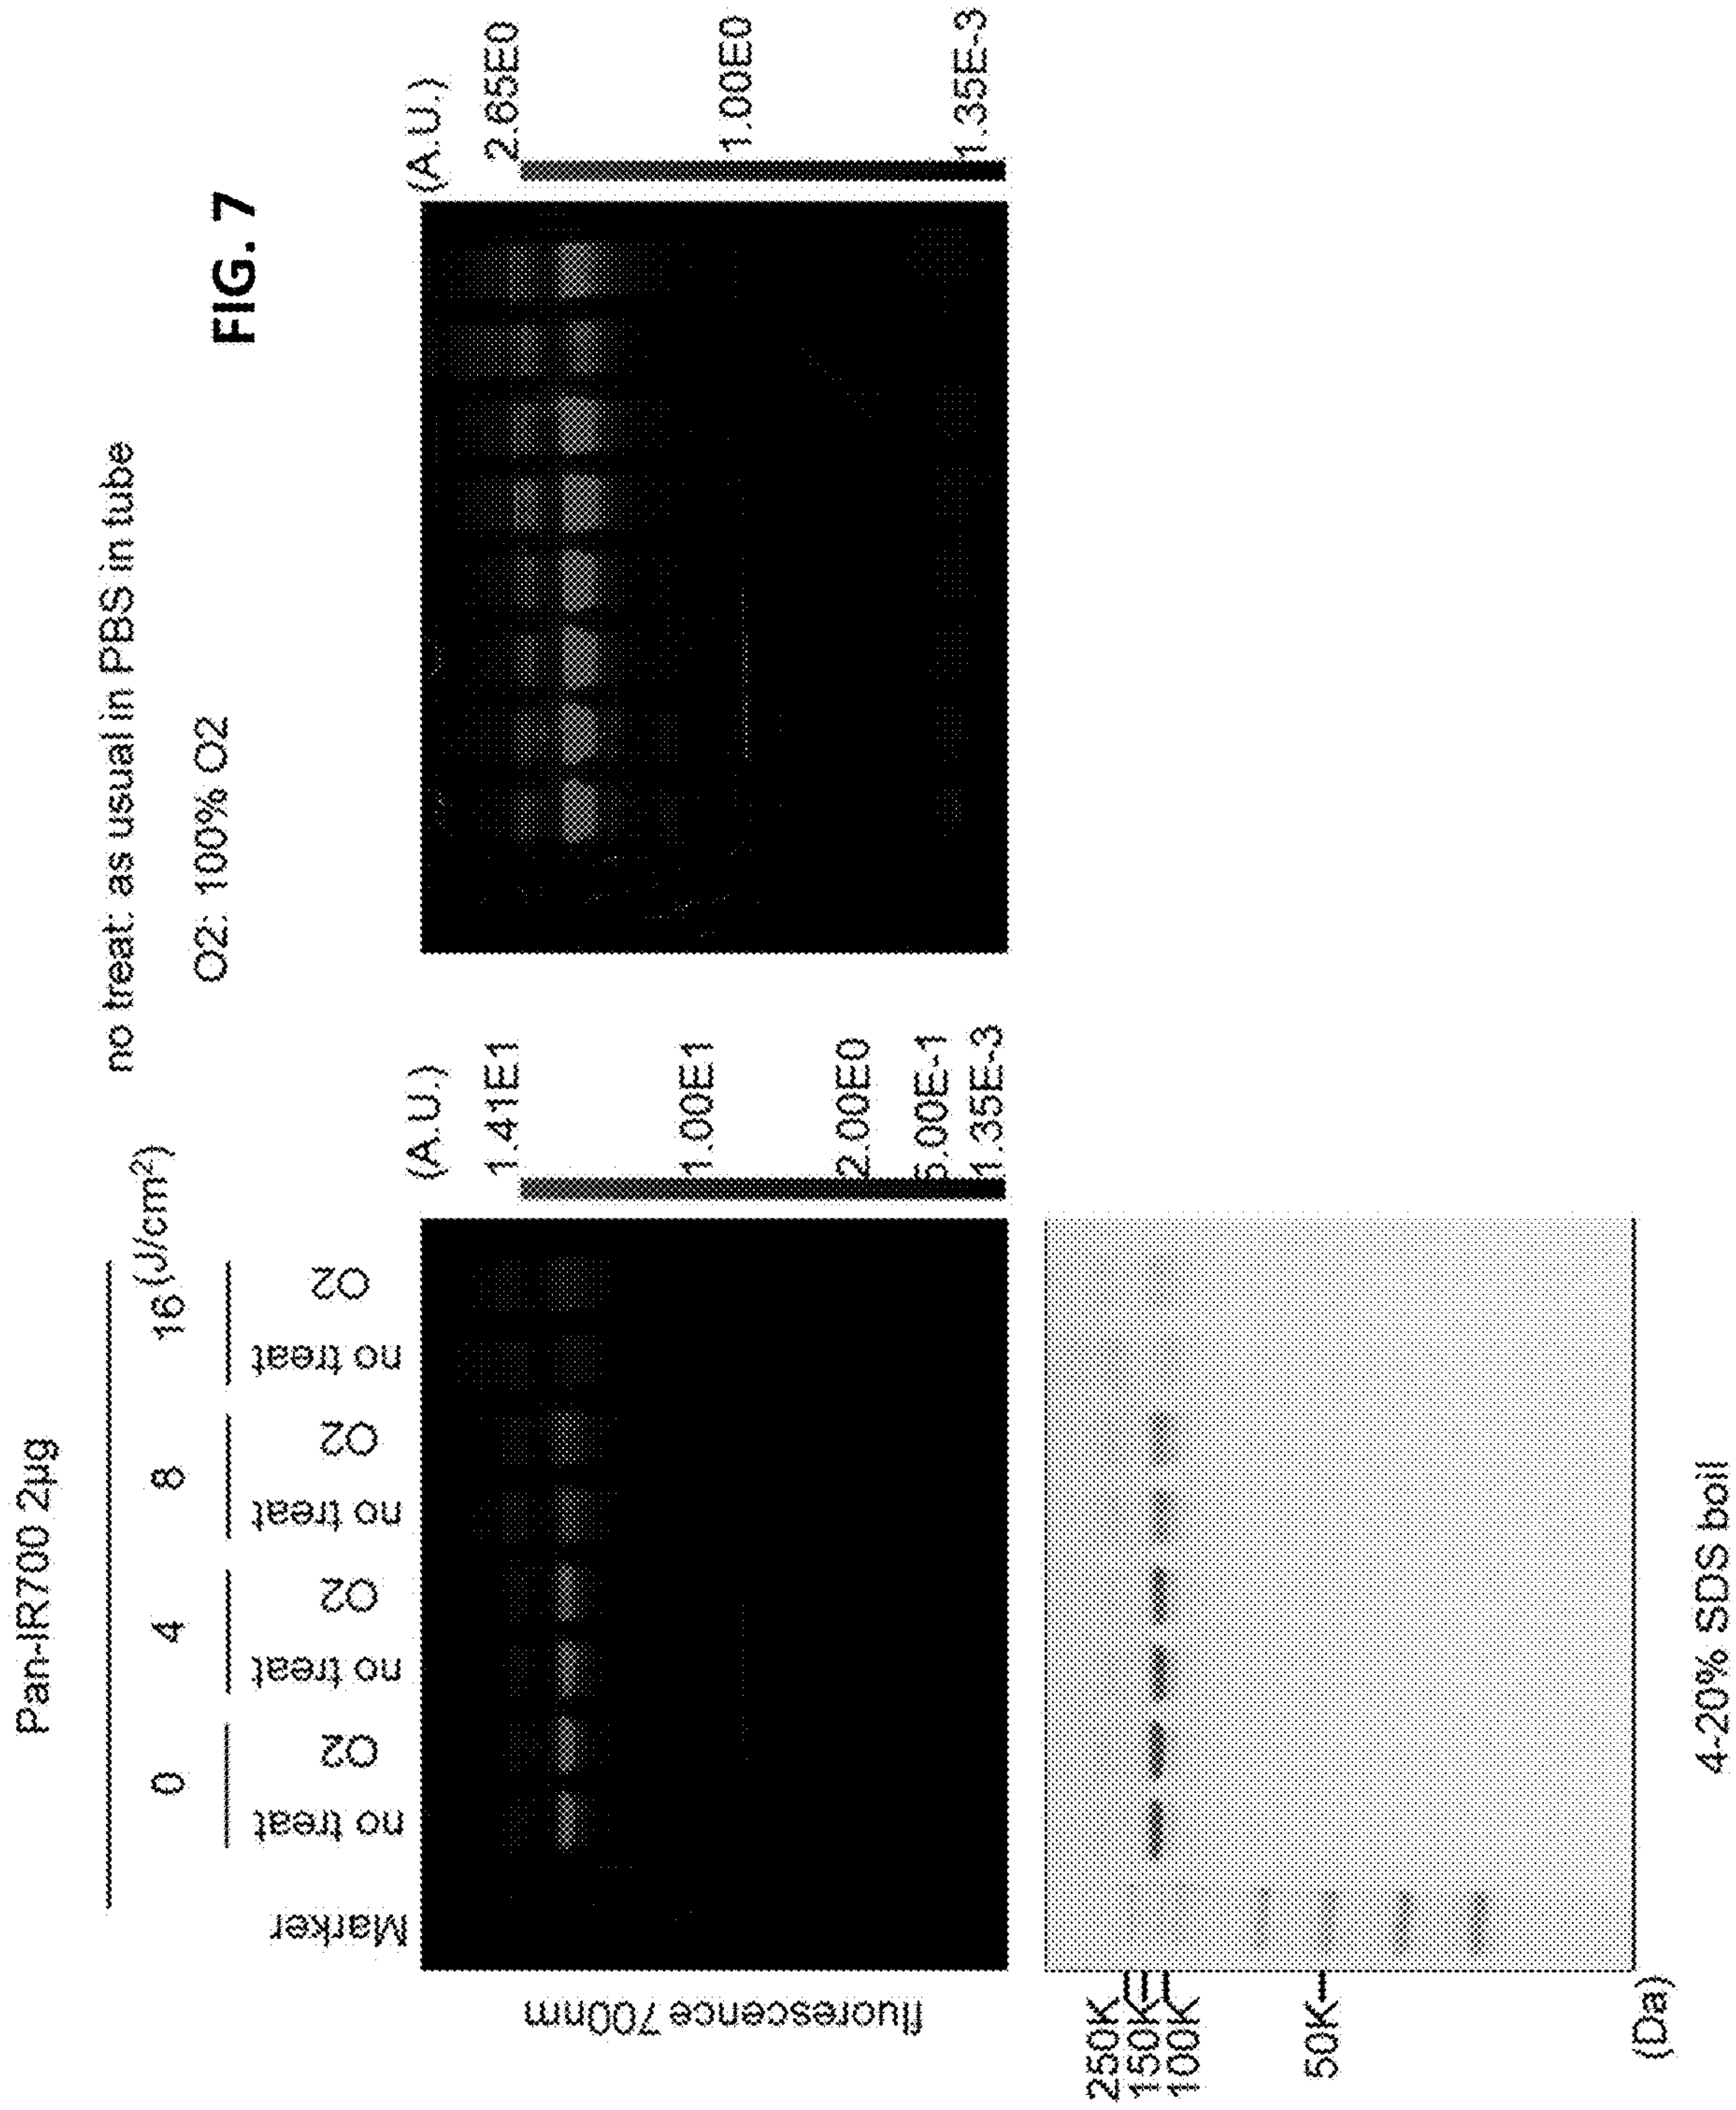 FIG. 7
Pan-IR700 2µg
0 4 8 16 (J/cm²)
no treat: as usual in PBS in tube
O2: 100% O2
Marker no treat O2 no treat O2 no treat O2 no treat O2
fluorescence 700nm
(A.U.)
1.41E1
1.00E1
2.00E0
5.00E-1
1.35E-3
(A.U.)
2.65E0
1.00E0
1.35E-3
250K
150K
100K
50K
(Da)
4-20% SDS boil